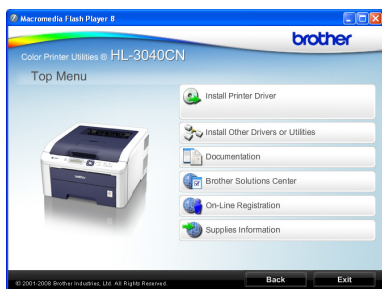 Macromedia Flash Player 8
brother
Color Printer Utilities ® HL-3040CN
Top Menu
Install Printer Driver
Install Other Drivers or Utilities
Documentation
Brother Solutions Center
On-Line Registration
Supplies Information
© 2001-2008 Brother Industries, Ltd. All Rights Reserved.
Back
Exit